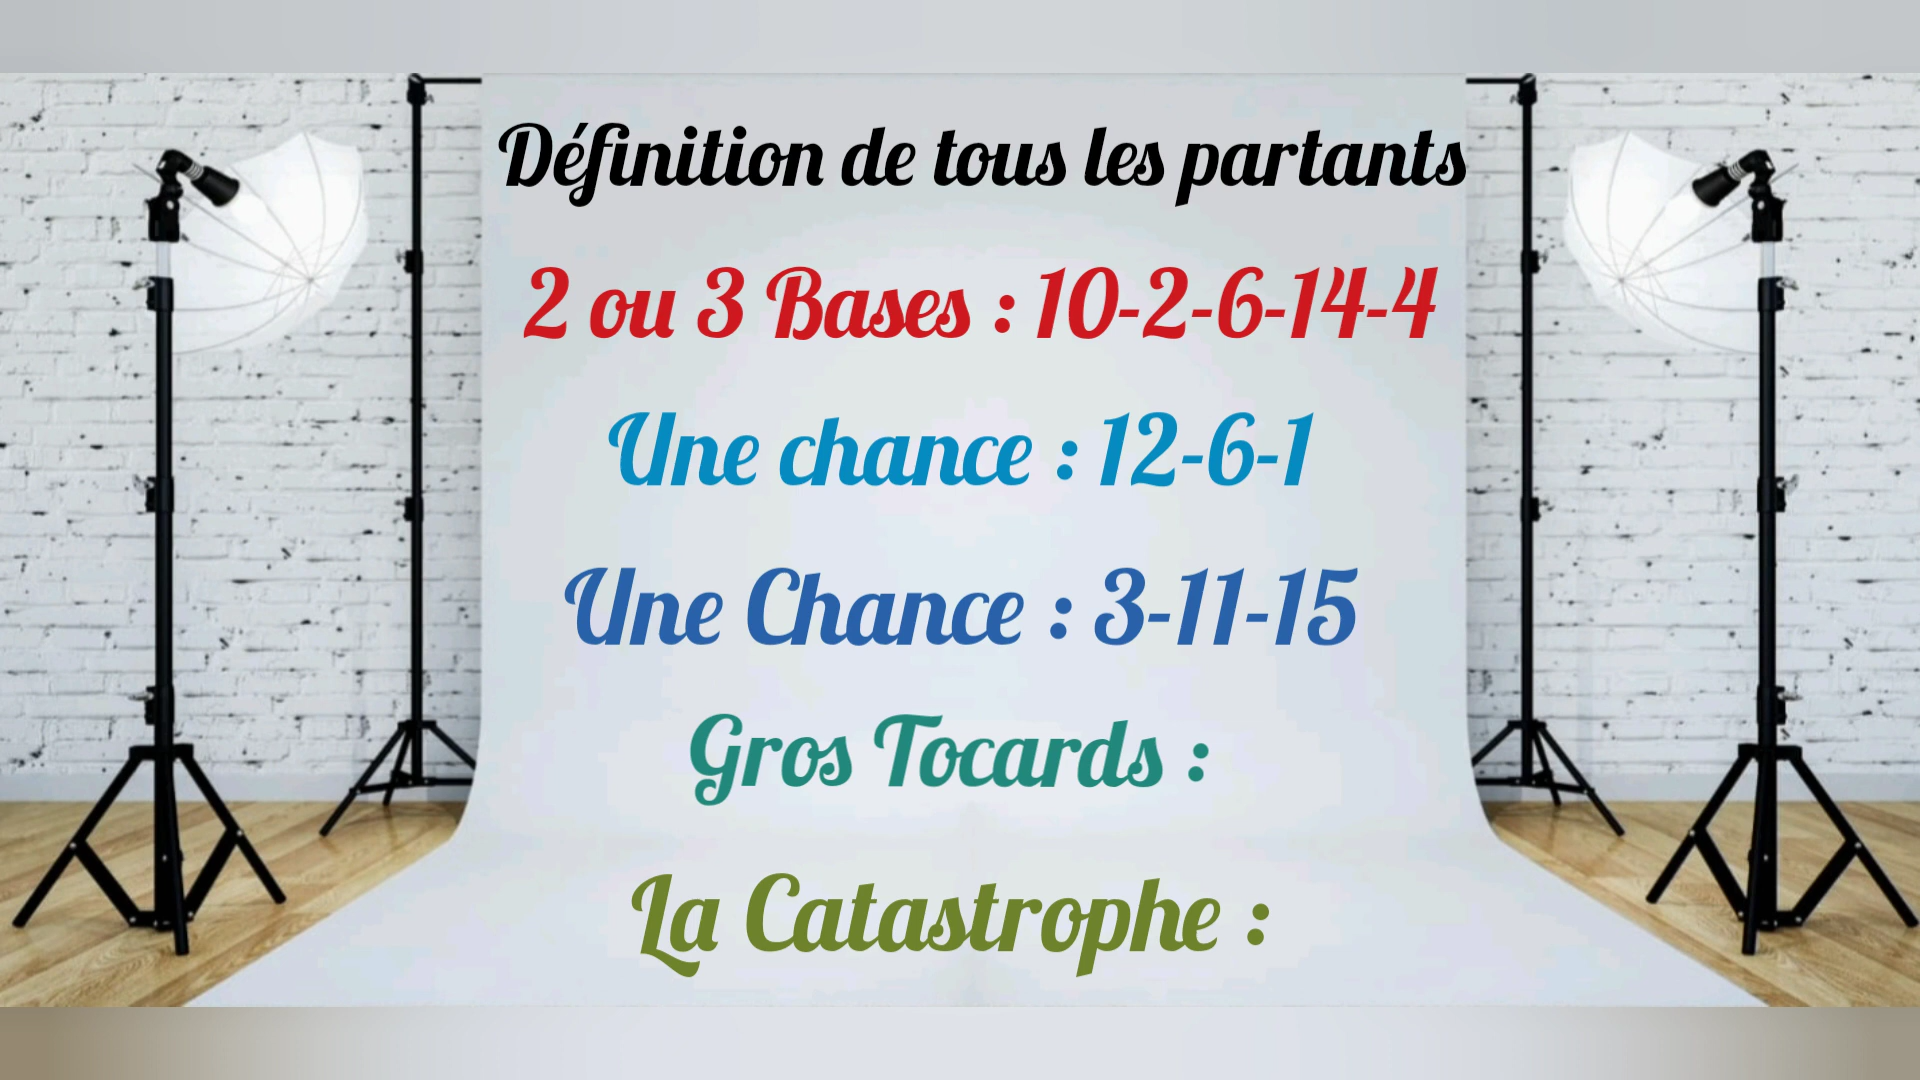 Définition de tous les partants
2 ou 3 Bases : 10-2-6-14-4
Une chance : 12-6-1
Une Chance : 3-11-15
Gros Tocards :
La Catastrophe :